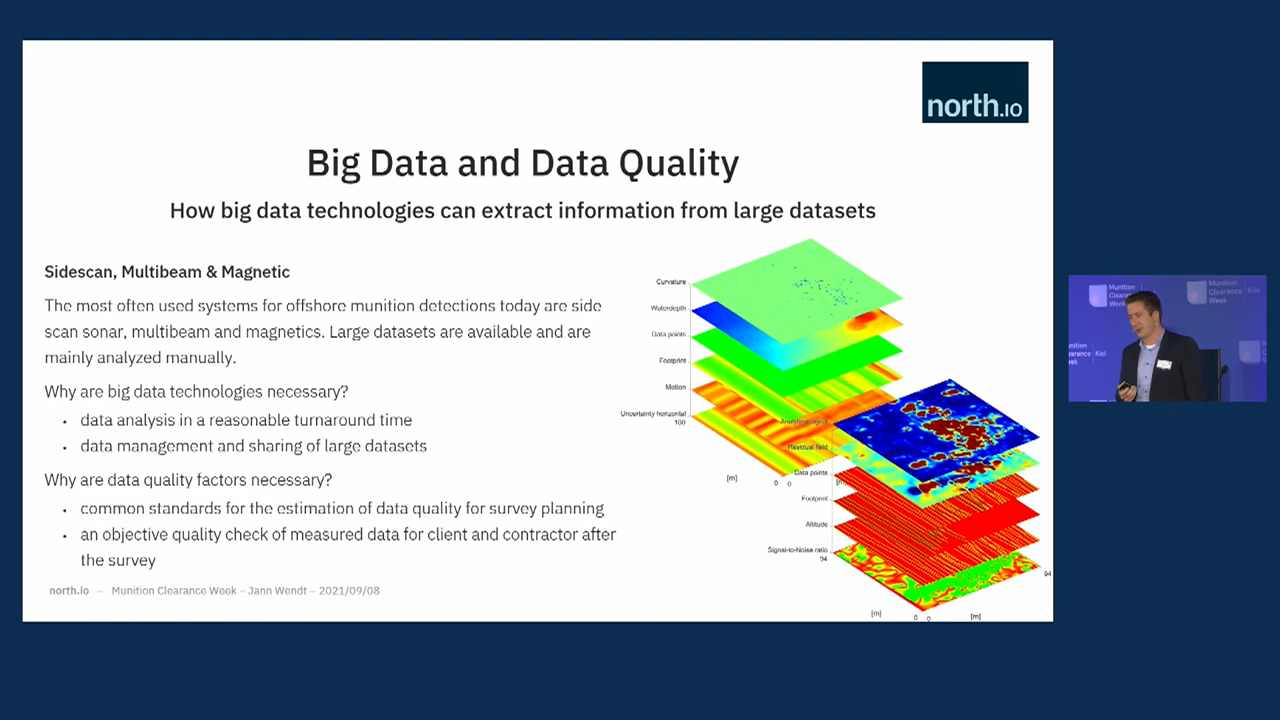 north.io
Big Data and Data Quality
How big data technologies can extract information from large datasets
Sidescan, Multibeam & Magnetic
The most often used systems for offshore munition detections today are side
scan sonar, multibeam and magnetics. Large datasets are available and are
mainly analyzed manually.
Why are big data technologies necessary?
• data analysis in a reasonable turnaround time
• data management and sharing of large datasets
Why are data quality factors necessary?
• common standards for the estimation of data quality for survey planning
• an objective quality check of measured data for client and contractor after
the survey
north.io – Munition Clearance Week – Jann Wendt – 2021/09/08
Curvature
Waterdepth
Data points
Footprint
Motion
Uncertainty horizontal
100
[m]
0 0
Analytic signal
Residual field
Data points
Footprint
Altitude
Signal-to-Noise ratio
94
94
[m]
0 0
[m]
Munition
Clearance
Week
Munition
Clearance
Week
Kiel
Kiel